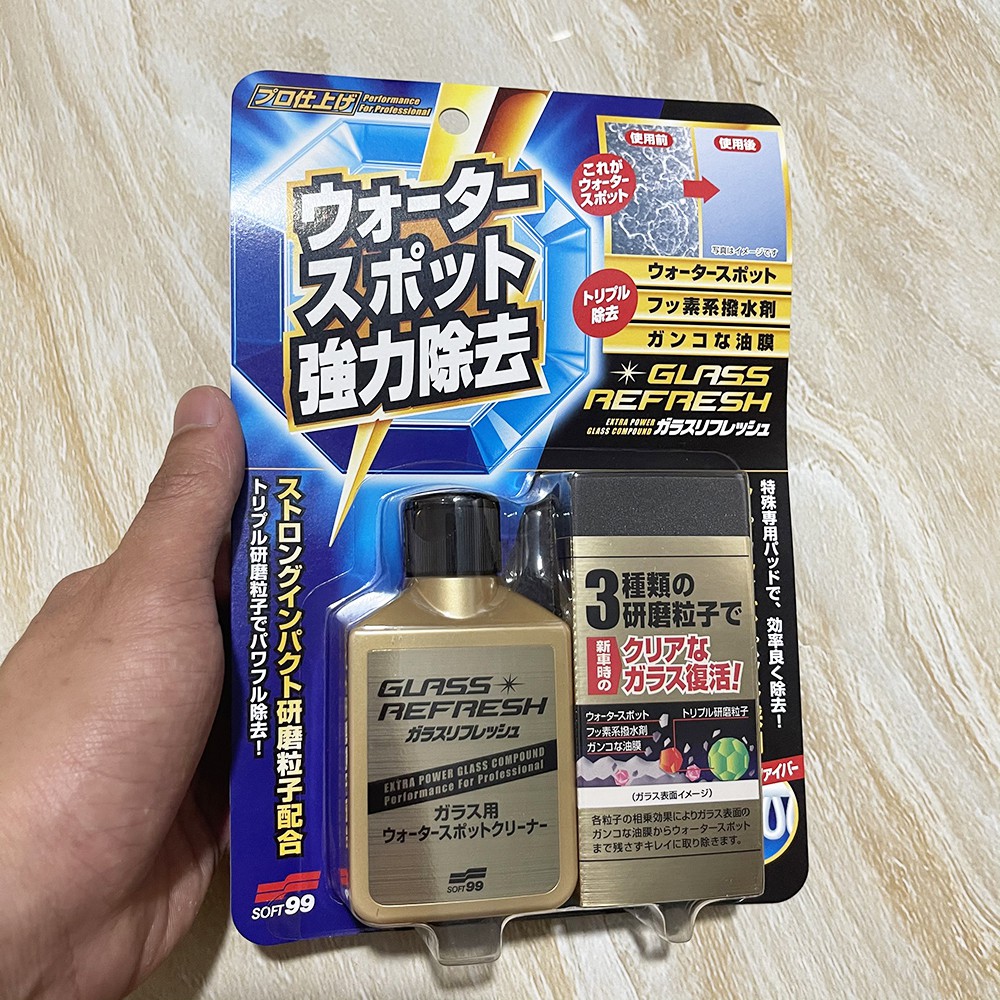 プロ仕上げ
Performance
For Professional
ウォーター
スポット
強力除去
使用前
使用後
これが
ウォーター
スポット
写真はイメージです
トリプル
除去
ウォータースポット
フッ素系撥水剤
ガンコな油膜
GLASS
REFRESH
EXTRA POWER
GLASS COMPOUND
ガラスリフレッシュ
ストロングインパクト研磨粒子配合
トリプル研磨粒子でパワフル除去!
特殊専用パッドで、効率良く除去!
GLASS
REFRESH
ガラスリフレッシュ
EXTRA POWER GLASS COMPOUND
Performance For Professional
ガラス用
ウォータースポットクリーナー
SOFT99
3種類の
研磨粒子で
新車時の
クリアな
ガラス復活!
ウォータースポット
フッ素系撥水剤
ガンコな油膜
トリプル研磨粒子
(ガラス表面イメージ)
各粒子の相乗効果によりガラス表面の
ガンコな油膜からウォータースポット
まで残さずキレイに取り除きます。
アイパー
SOFT99